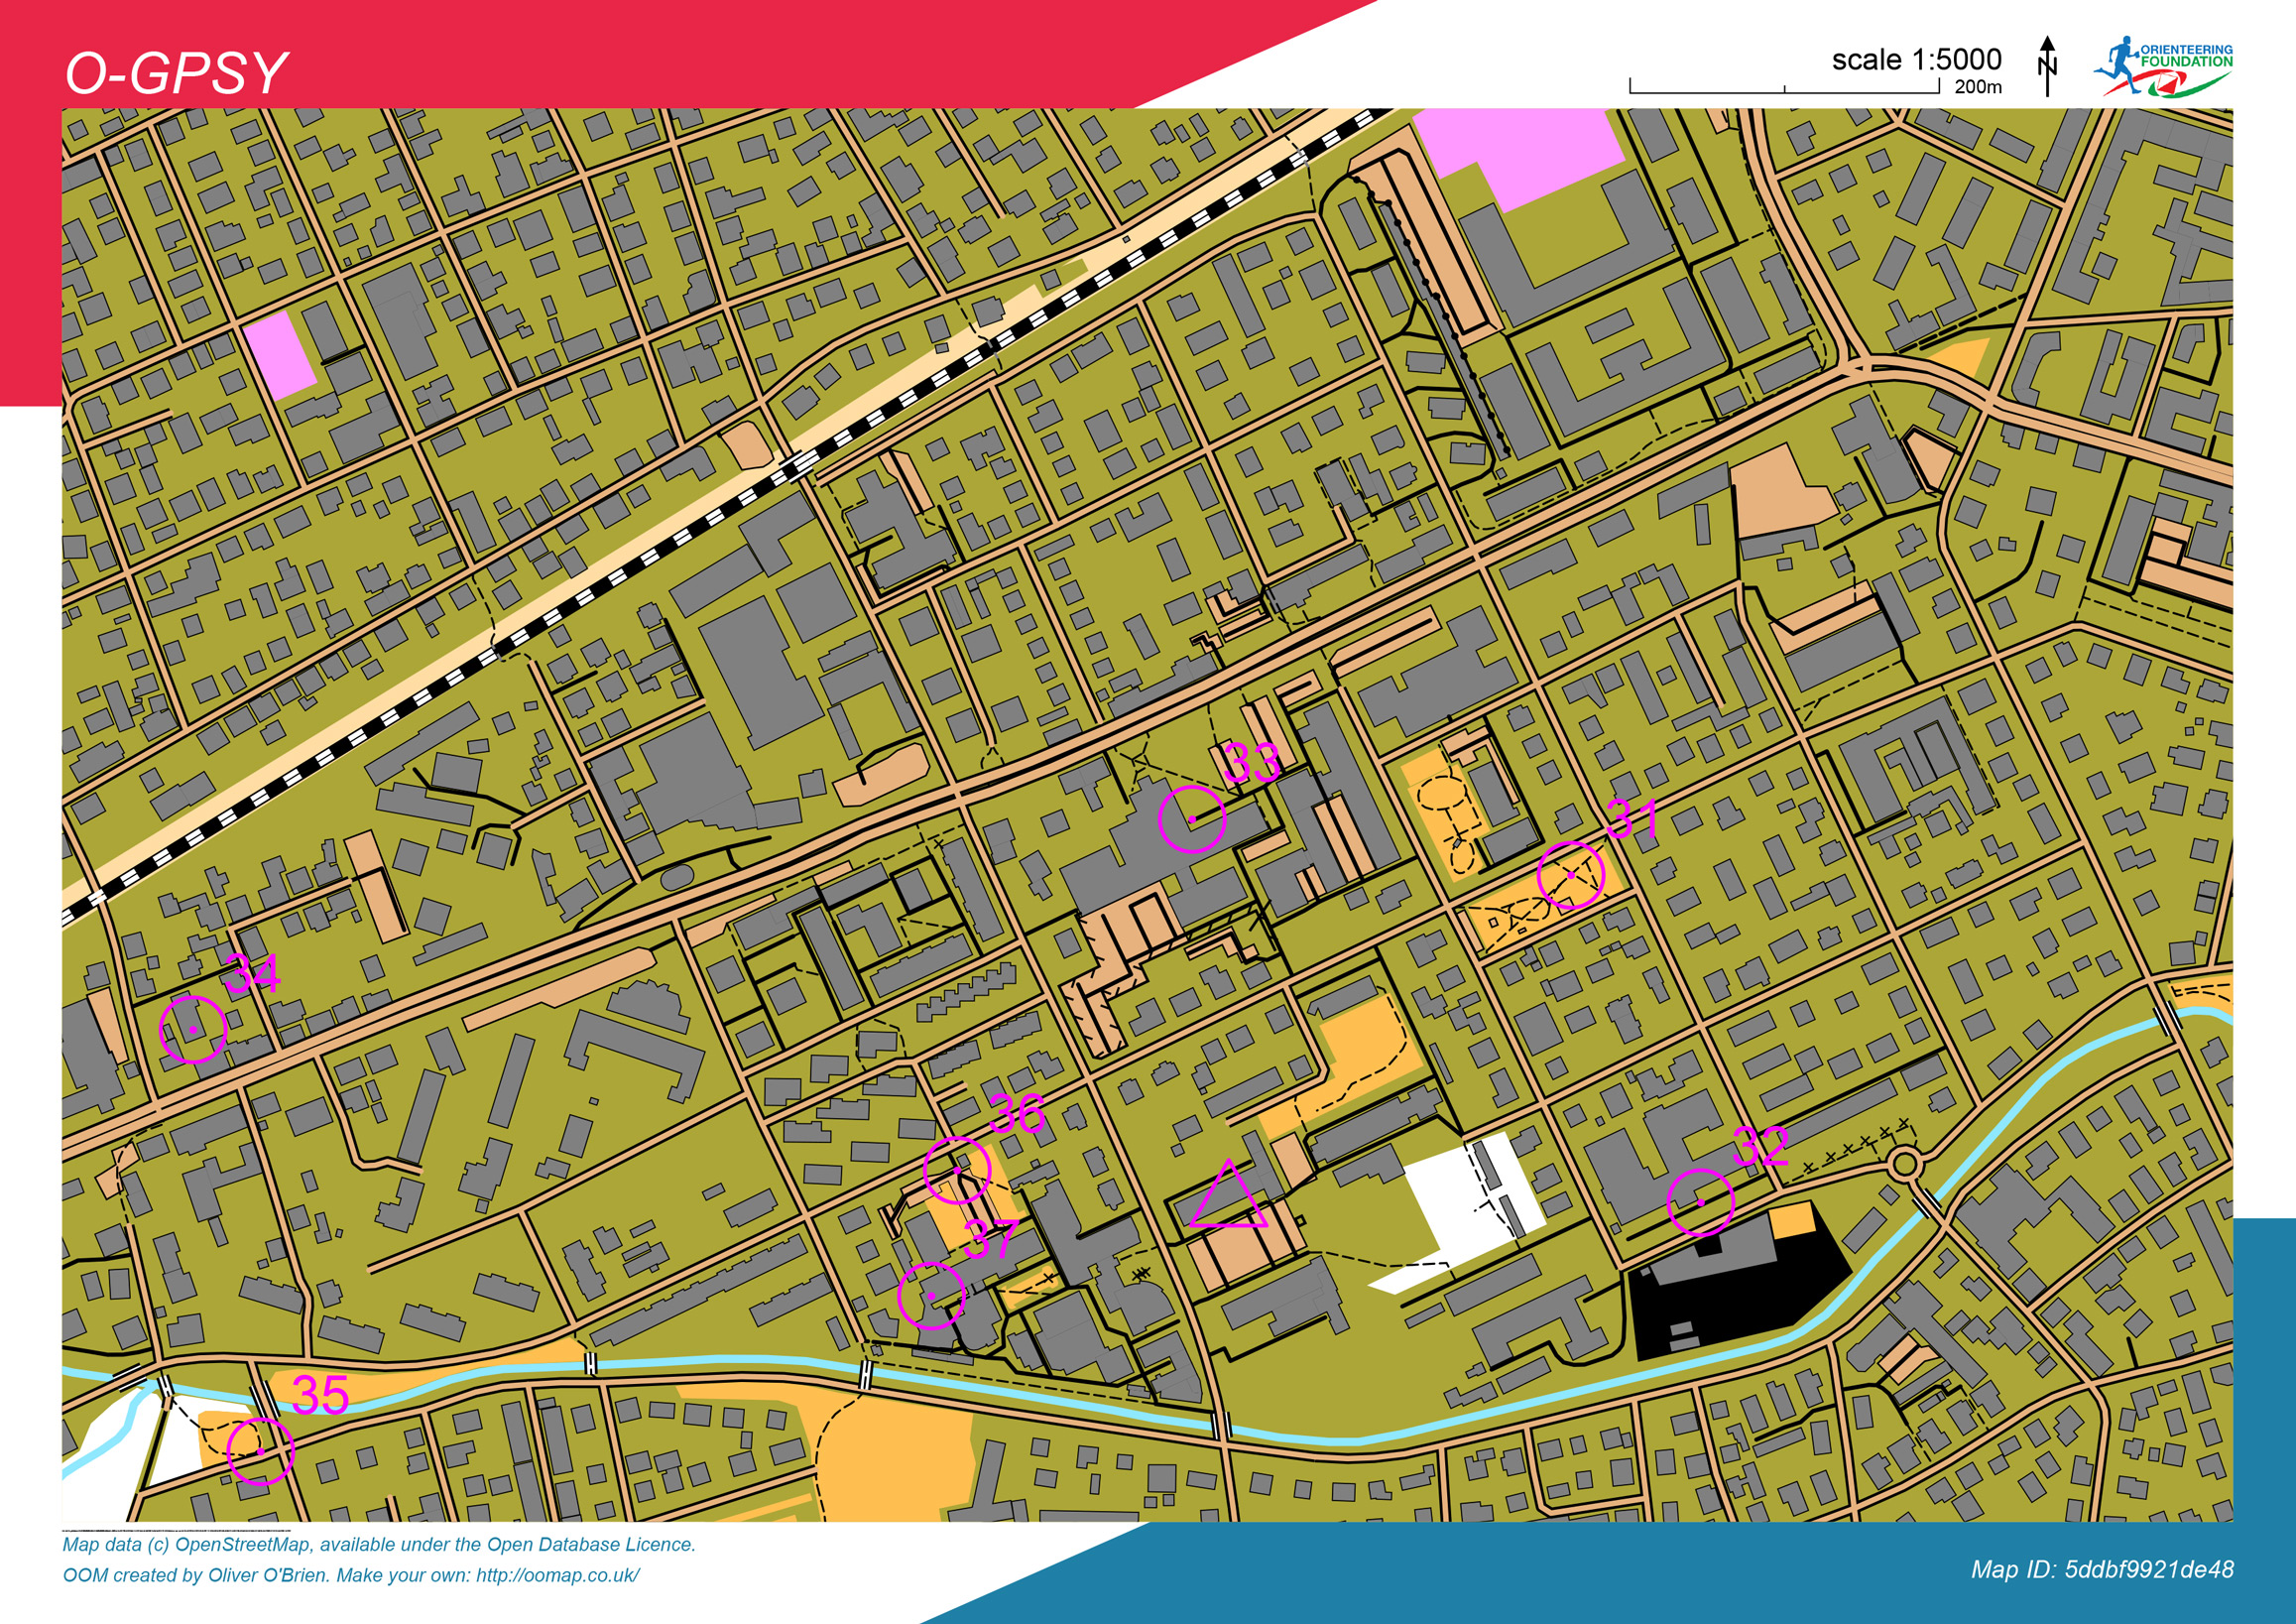 O-GPSY
scale 1:5000
200m
N
ORIENTEERING
FOUNDATION
33
31
34
36
32
37
35
Map data (c) OpenStreetMap, available under the Open Database Licence.
OOM created by Oliver O'Brien. Make your own: http://oomap.co.uk/
Map ID: 5ddbf9921de48